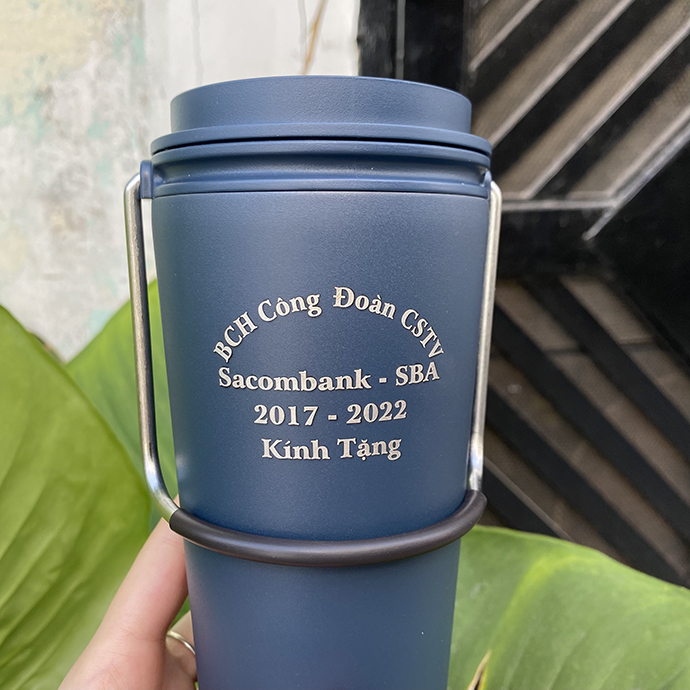 BCH Công Đoàn CSTV
Sacombank - SBA
2017 - 2022
Kính Tặng